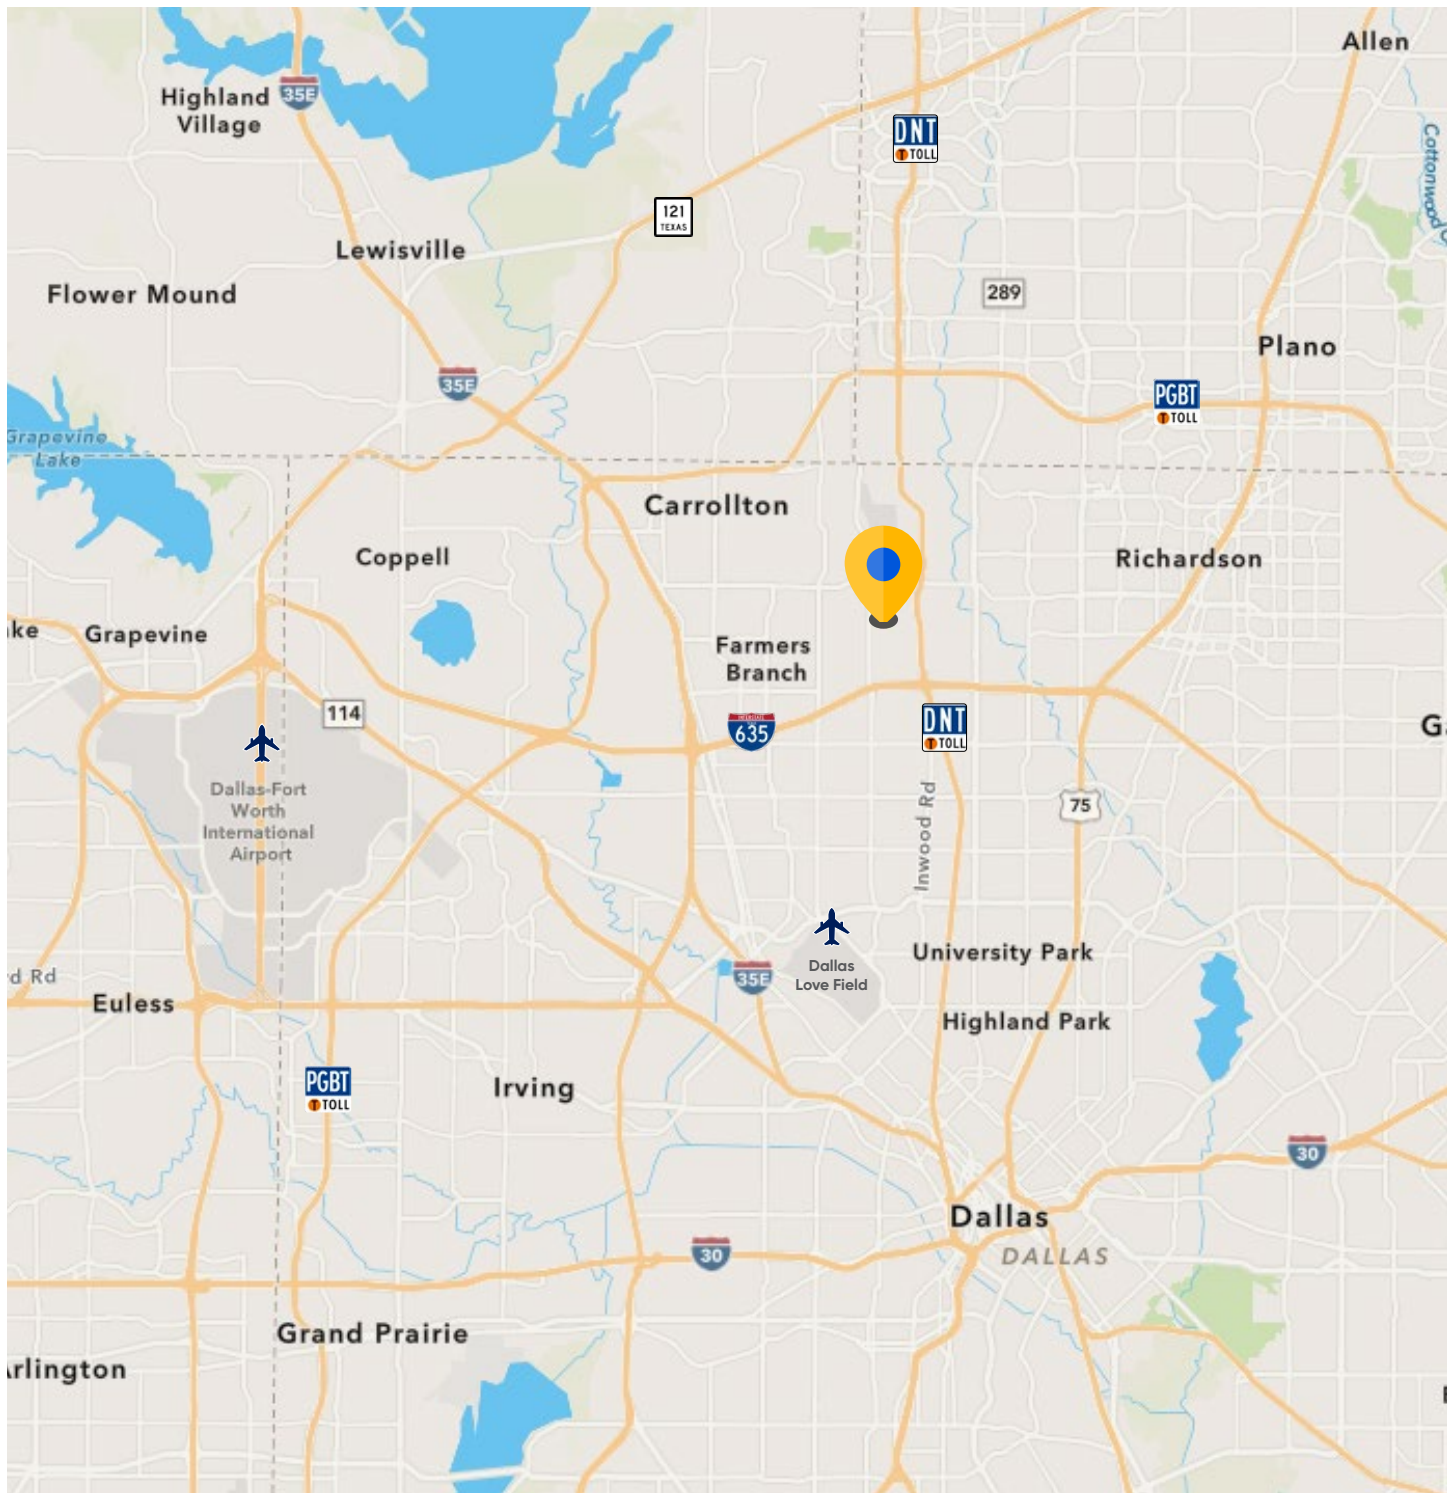 Allen
Highland
Village
35E
DNT
TOLL
Cottonwood
121
TEXAS
Lewisville
Flower Mound
289
Plano
35E
PGBT
TOLL
Grapevine
Lake
Carrollton
Coppell
Richardson
ke
Grapevine
Farmers
Branch
114
635
DNT
TOLL
G
Dallas-Fort
Worth
International
Airport
Inwood Rd
75
University Park
Dallas
Love Field
35E
d Rd
Euless
Highland Park
PGBT
TOLL
Irving
30
Dallas
DALLAS
30
Grand Prairie
rlington